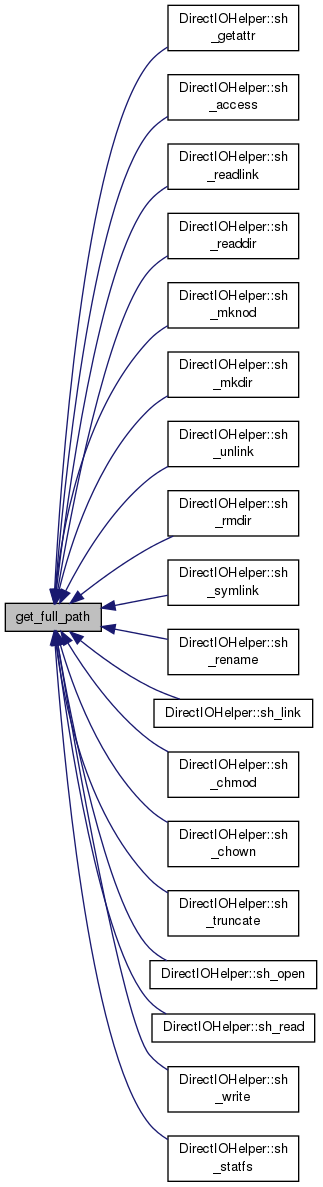 DirectIOHelper::sh
_getattr
DirectIOHelper::sh
_access
DirectIOHelper::sh
_readlink
DirectIOHelper::sh
_readdir
DirectIOHelper::sh
_mknod
DirectIOHelper::sh
_mkdir
DirectIOHelper::sh
_unlink
DirectIOHelper::sh
_rmdir
DirectIOHelper::sh
_symlink
get_full_path
DirectIOHelper::sh
_rename
DirectIOHelper::sh_link
DirectIOHelper::sh
_chmod
DirectIOHelper::sh
_chown
DirectIOHelper::sh
_truncate
DirectIOHelper::sh_open
DirectIOHelper::sh_read
DirectIOHelper::sh
_write
DirectIOHelper::sh
_statfs